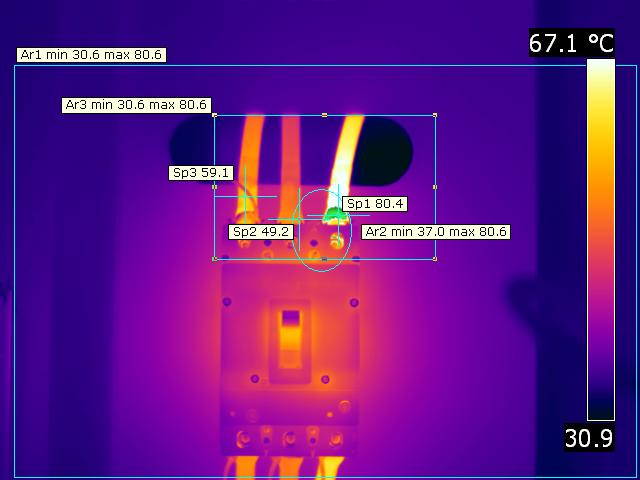 67.1 °C
Ar1 min 30.6 max 80.6
Ar3 min 30.6 max 80.6
Sp3 59.1
Sp1 80.4
Sp2 49.2
Ar2 min 37.0 max 80.6
30.9